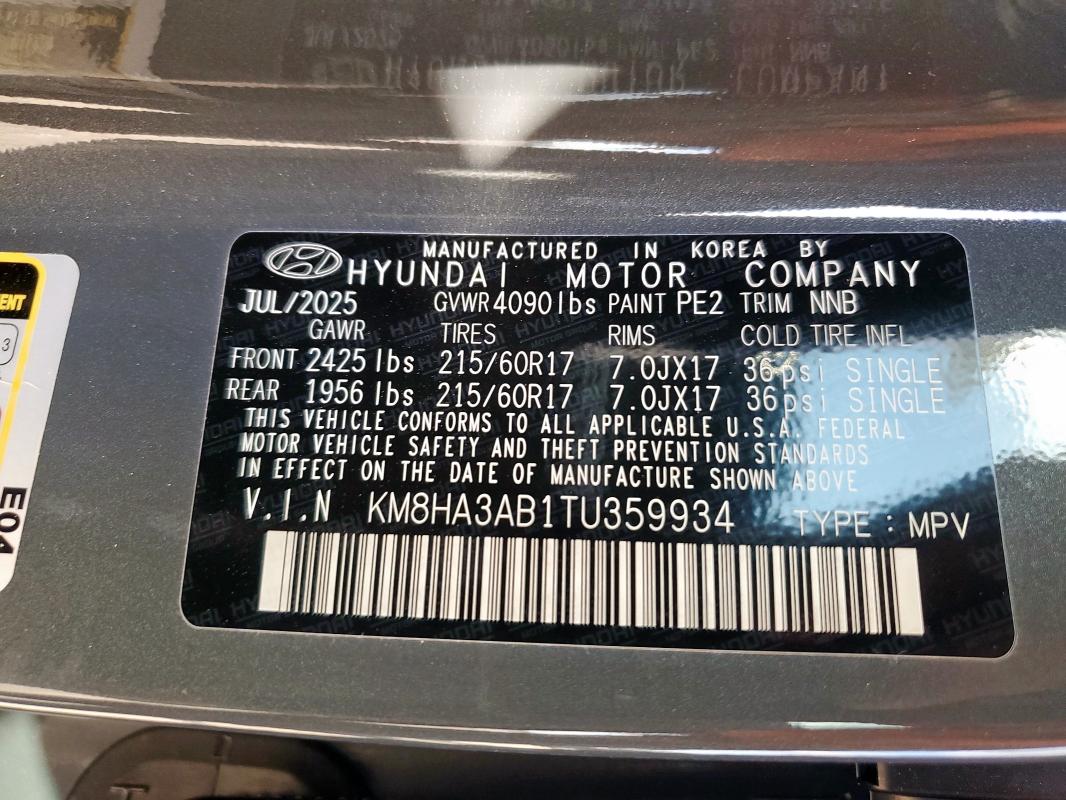 MANUFACTURED IN KOREA BY
HYUNDAI MOTOR COMPANY
JUL/2025 GVWR 4090lbs PAINT PE2 TRIM NNB
GAWR TIRES RIMS COLD TIRE INFL
FRONT 2425 lbs 215/60R17 7.0JX17 36psi SINGLE
REAR 1956 lbs 215/60R17 7.0JX17 36psi SINGLE
THIS VEHICLE CONFORMS TO ALL APPLICABLE U.S.A. FEDERAL
MOTOR VEHICLE SAFETY AND THEFT PREVENTION STANDARDS
IN EFFECT ON THE DATE OF MANUFACTURE SHOWN ABOVE
V.I.N KM8HA3AB1TU359934 TYPE : MPV
E04